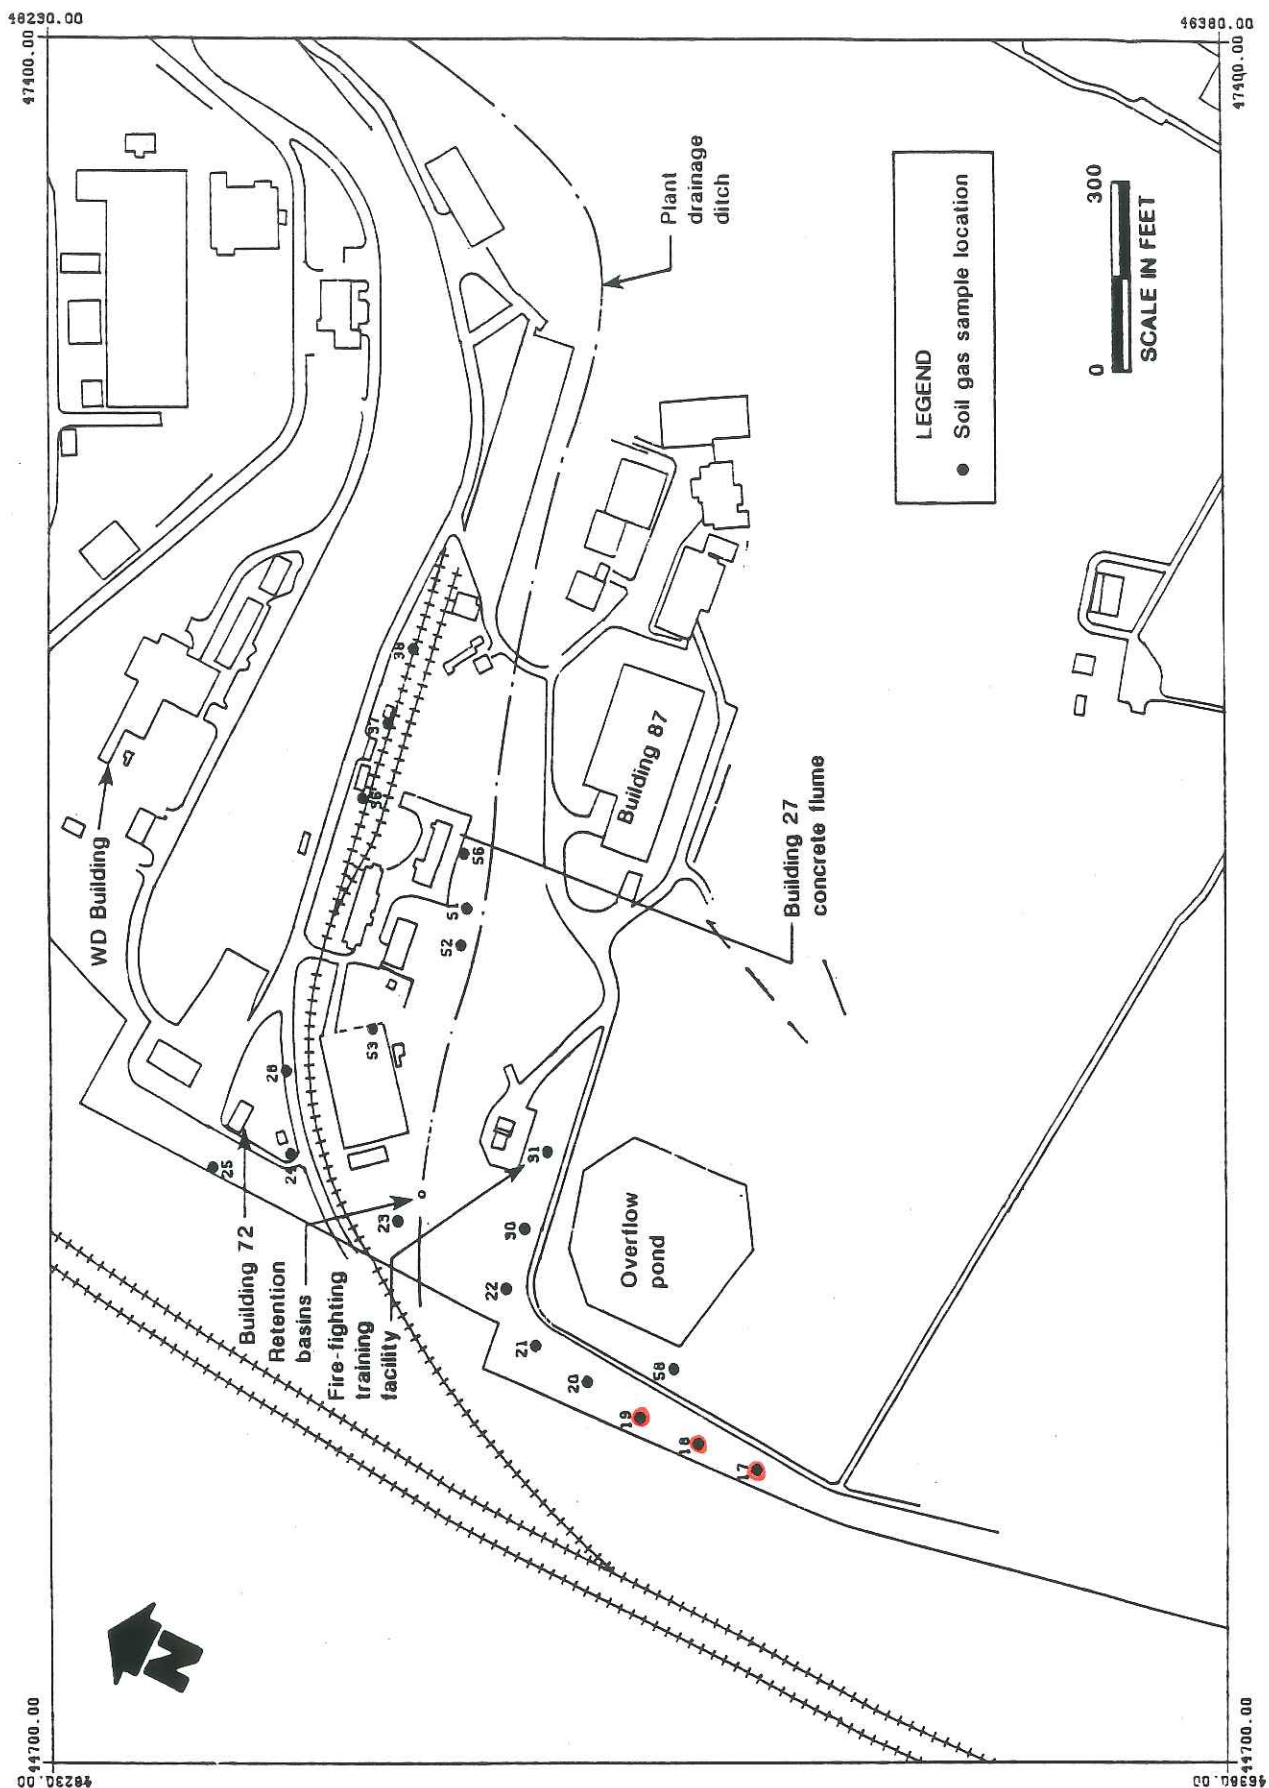 48230.00
47400.00
46380.00
47400.00
WD Building
Plant
drainage
ditch
LEGEND
● Soil gas sample location
0 300
SCALE IN FEET
Building 87
Building 27
concrete flume
Building 72
Retention
basins
Fire-fighting
training
facility
Overflow
pond
38
37
36
56
51
52
53
28
24
25
23
31
30
22
21
20
58
19
18
17
N
44700.00
48230.00
44700.00
46380.00